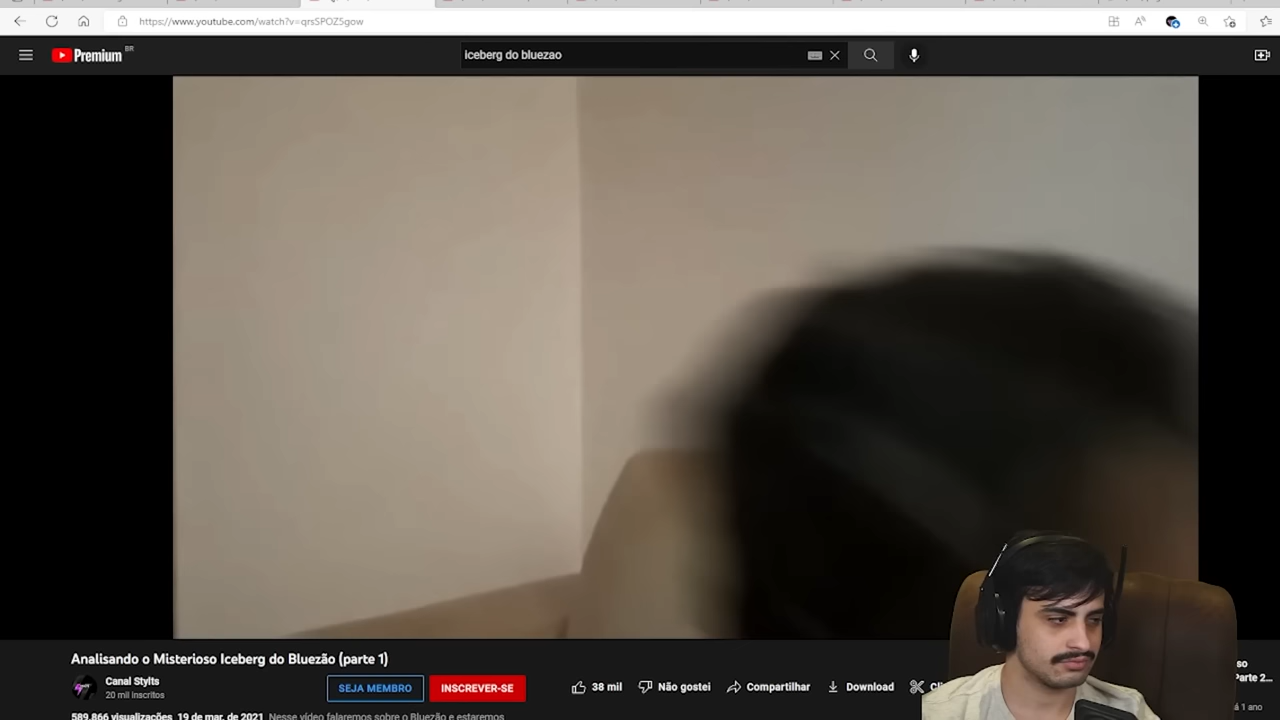 https://www.youtube.com/watch?v=qrsSPOZ5gow
Premium BR
iceberg do bluezao
Analisando o Misterioso Iceberg do Bluezão (parte 1)
Canal Stylts
20 mil inscritos
SEJA MEMBRO
INSCREVER-SE
38 mil
Não gostei
Compartilhar
Download
Cli
so
Parte 2...
á 1 ano
589.866 visualizações 19 de mar. de 2021 Nesse vídeo falaremos sobre o Bluezão e estaremos